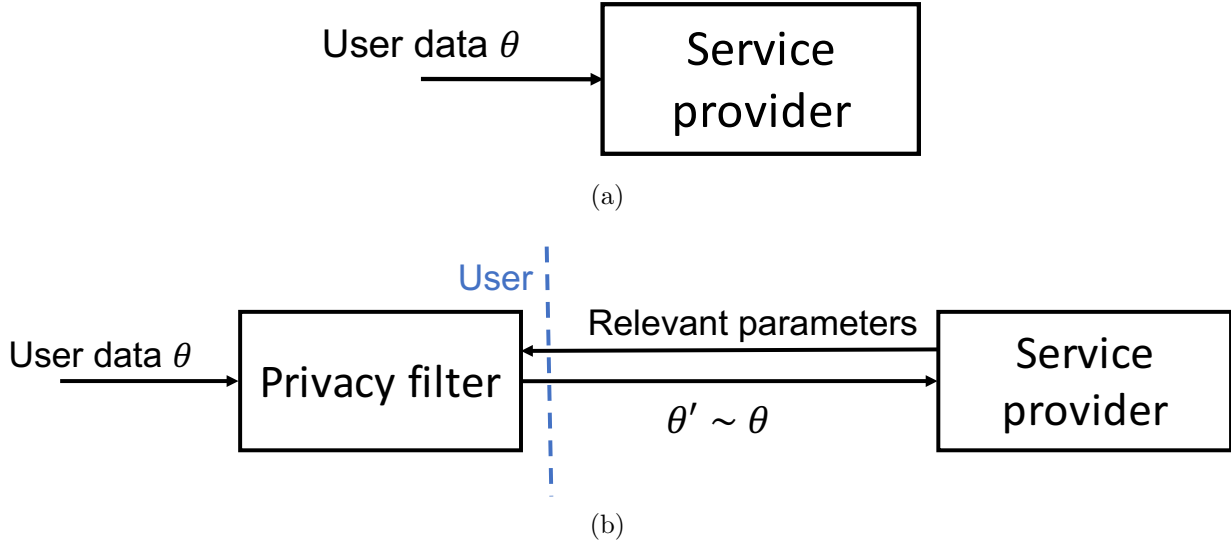 User data θ
Service
provider
(a)
User
Relevant parameters
User data θ
Privacy filter
Service
provider
θ′ ~ θ
(b)